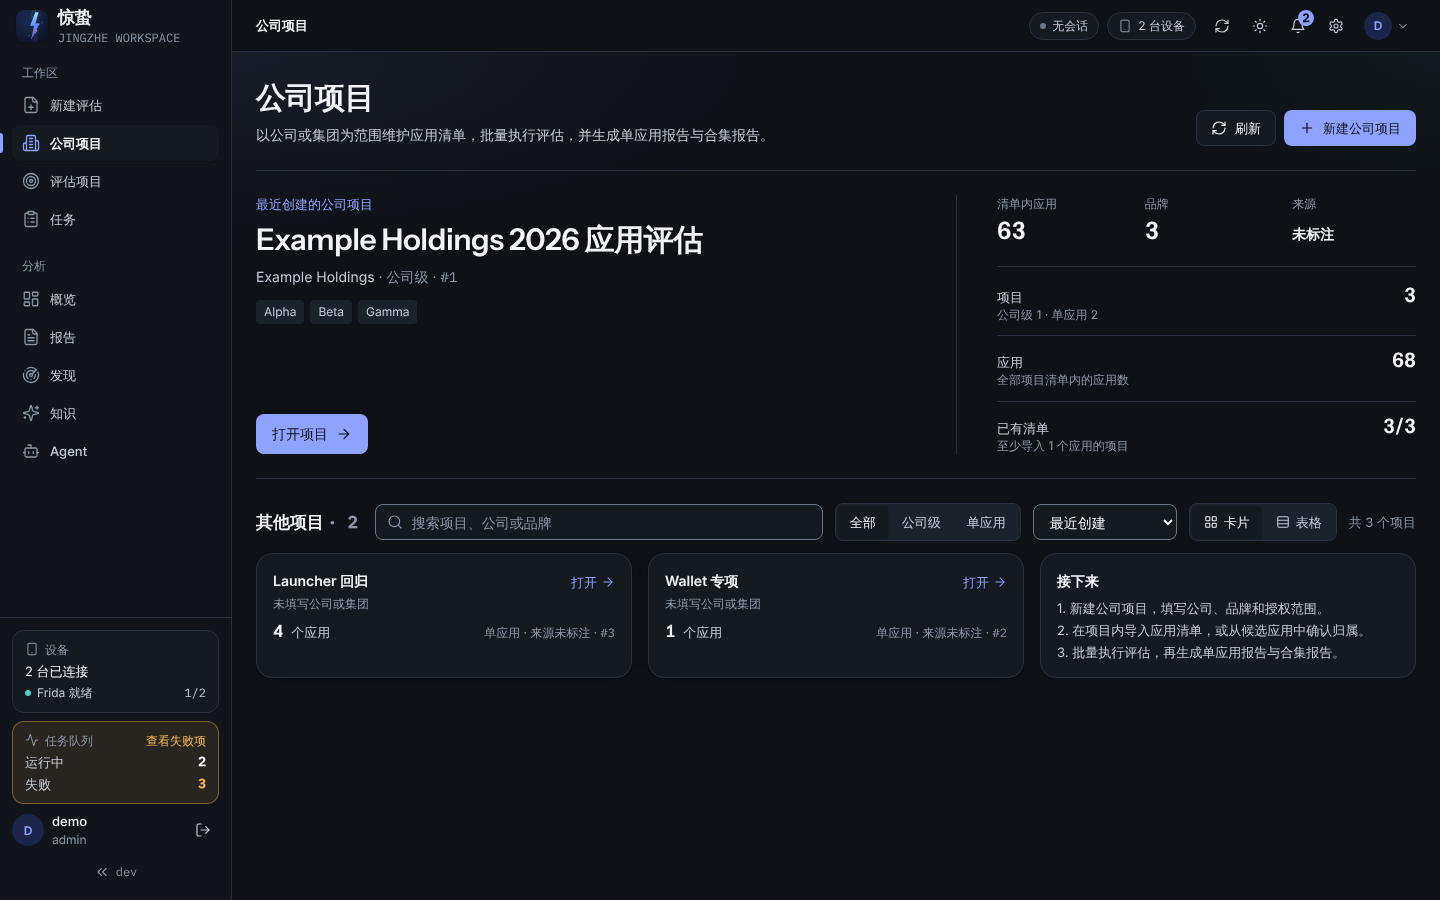 惊蛰
JINGZHE WORKSPACE
工作区
新建评估
公司项目
评估项目
任务
分析
概览
报告
发现
知识
Agent
设备
2 台已连接
Frida 就绪 1/2
任务队列 查看失败项
运行中 2
失败 3
D demo
admin
dev
公司项目
无会话
2 台设备
2
D
公司项目
以公司或集团为范围维护应用清单，批量执行评估，并生成单应用报告与合集报告。
刷新
新建公司项目
最近创建的公司项目
Example Holdings 2026 应用评估
Example Holdings · 公司级 · #1
Alpha Beta Gamma
打开项目
清单内应用 品牌 来源
63 3 未标注
项目 3
公司级 1 · 单应用 2
应用 68
全部项目清单内的应用数
已有清单 3/3
至少导入 1 个应用的项目
其他项目 · 2
搜索项目、公司或品牌
全部 公司级 单应用
最近创建
卡片 表格
共 3 个项目
Launcher 回归 打开
未填写公司或集团
4 个应用 单应用 · 来源未标注 · #3
Wallet 专项 打开
未填写公司或集团
1 个应用 单应用 · 来源未标注 · #2
接下来
1. 新建公司项目，填写公司、品牌和授权范围。
2. 在项目内导入应用清单，或从候选应用中确认归属。
3. 批量执行评估，再生成单应用报告与合集报告。